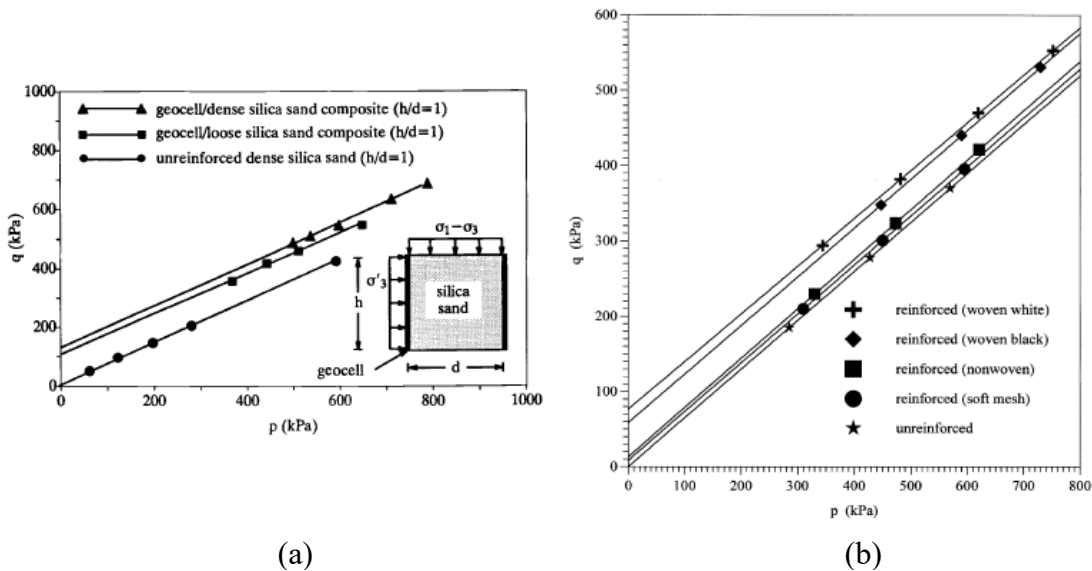 1000
800
600
400
200
0
q (kPa)
geocell/dense silica sand composite (h/d=1)
geocell/loose silica sand composite (h/d=1)
unreinforced dense silica sand (h/d=1)
σ₁−σ₃
σ'₃
h
silica
sand
geocell
d
0 200 400 600 800 1000
p (kPa)
(a)
600
500
400
300
200
100
0
q (kPa)
reinforced (woven white)
reinforced (woven black)
reinforced (nonwoven)
reinforced (soft mesh)
unreinforced
0 100 200 300 400 500 600 700 800
p (kPa)
(b)